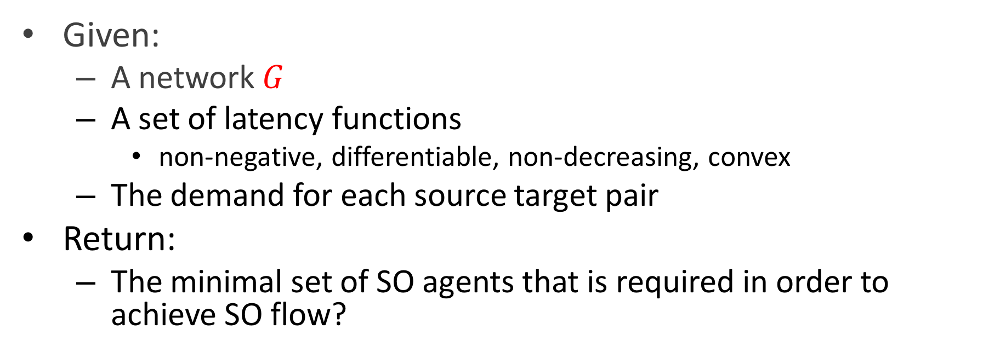 • Given:
– A network G
– A set of latency functions
• non-negative, differentiable, non-decreasing, convex
– The demand for each source target pair
• Return:
– The minimal set of SO agents that is required in order to
achieve SO flow?